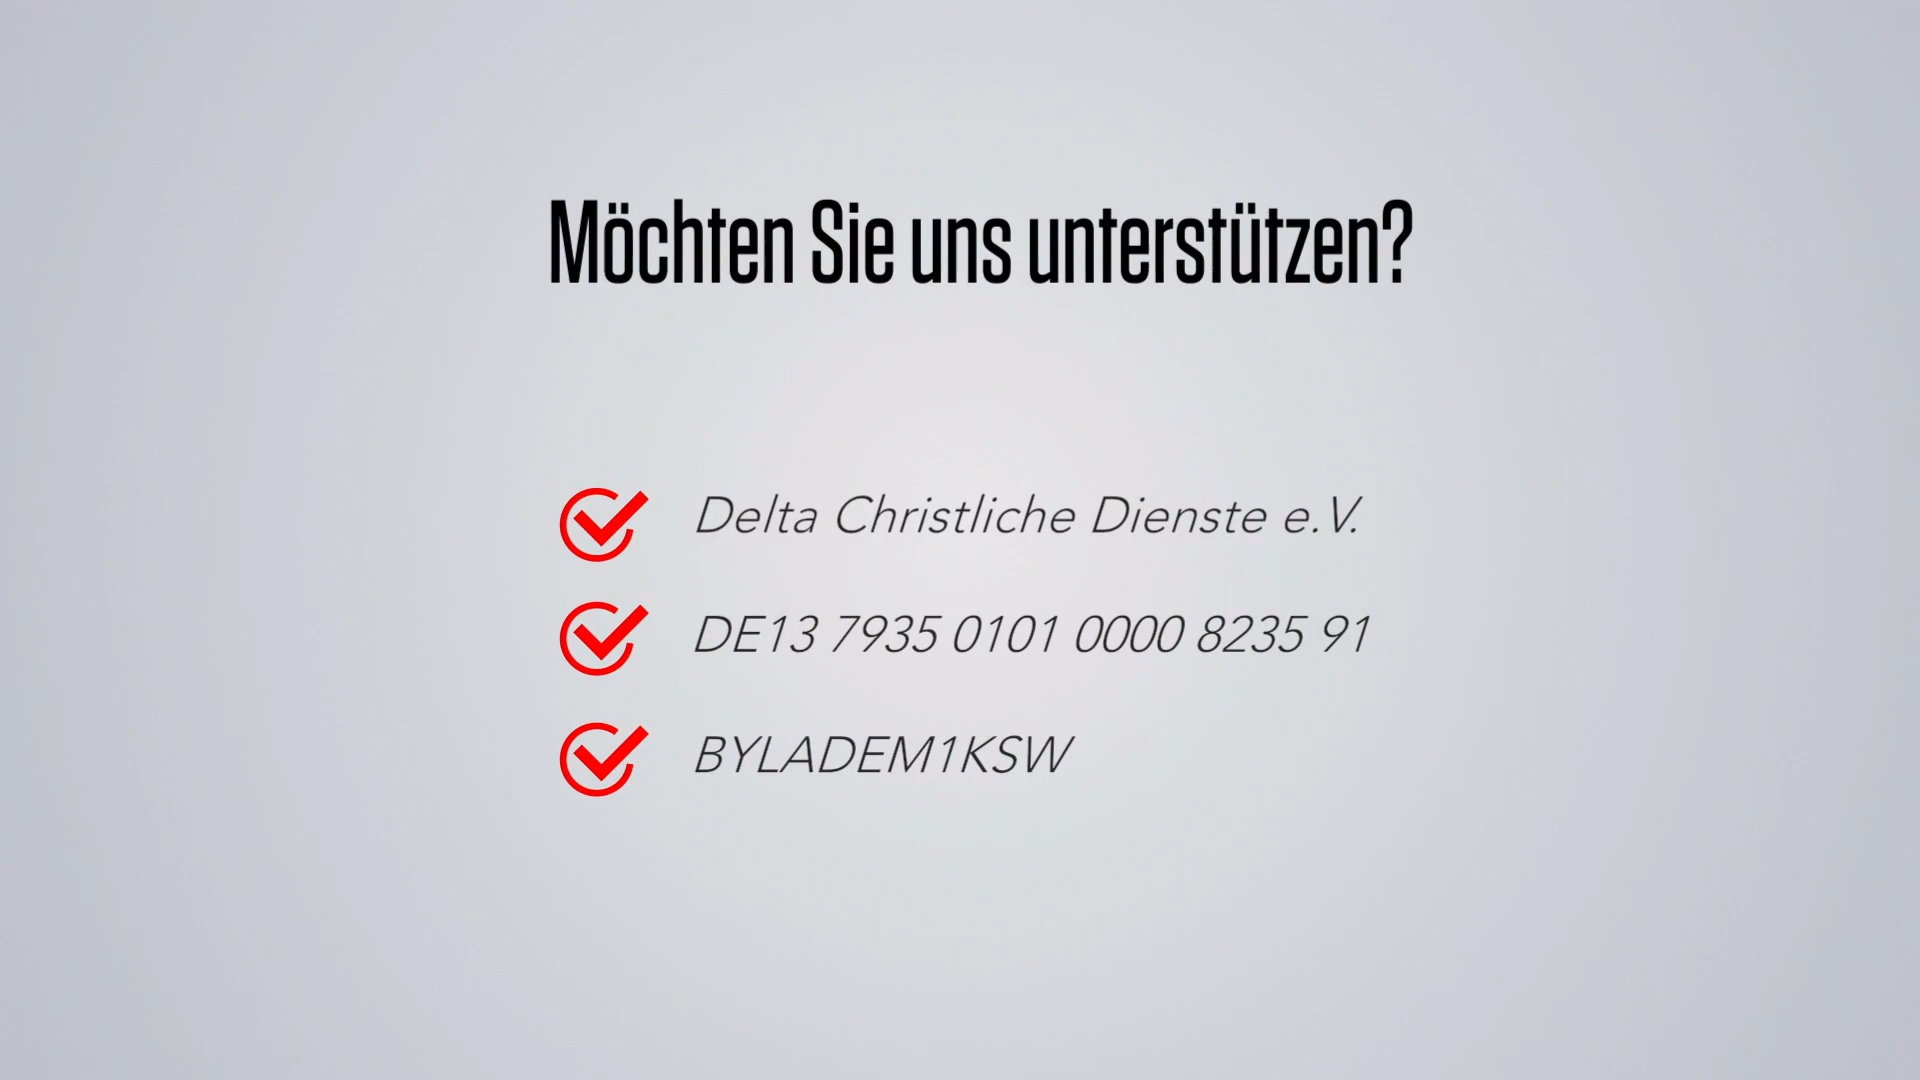 Möchten Sie uns unterstützen?
Delta Christliche Dienste e.V.
DE13 7935 0101 0000 8235 91
BYLADEM1KSW